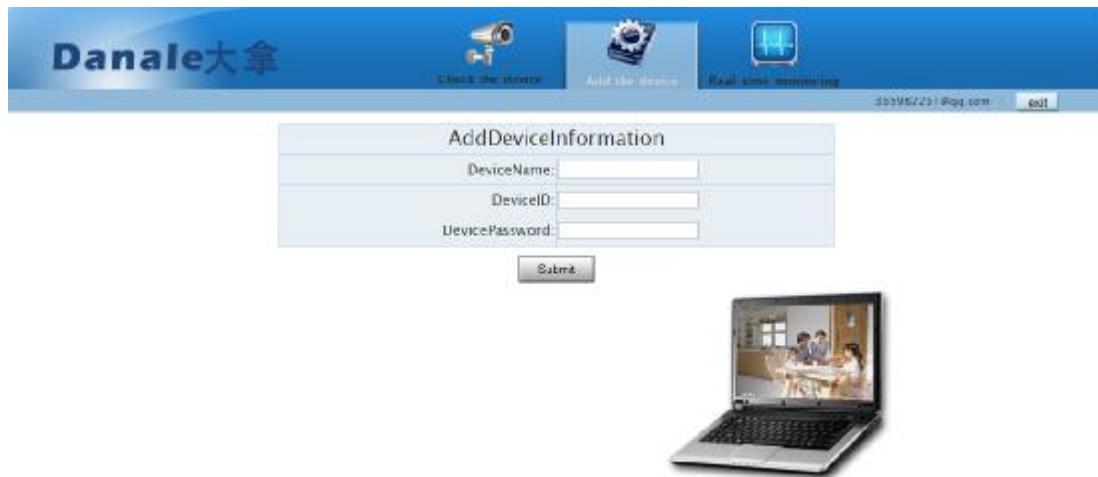 Danale大拿
Check the device
Add the device
Real-time monitoring
exit
AddDeviceInformation
DeviceName:
DeviceID:
DevicePassword:
Submit